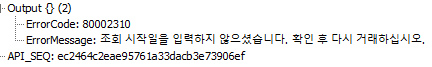 Output {} (2)
ErrorCode: 80002310
ErrorMessage: 조회 시작일을 입력하지 않으셨습니다. 확인 후 다시 거래하십시오.
API_SEQ: ec2464c2eae95761a33dacb3e73906ef